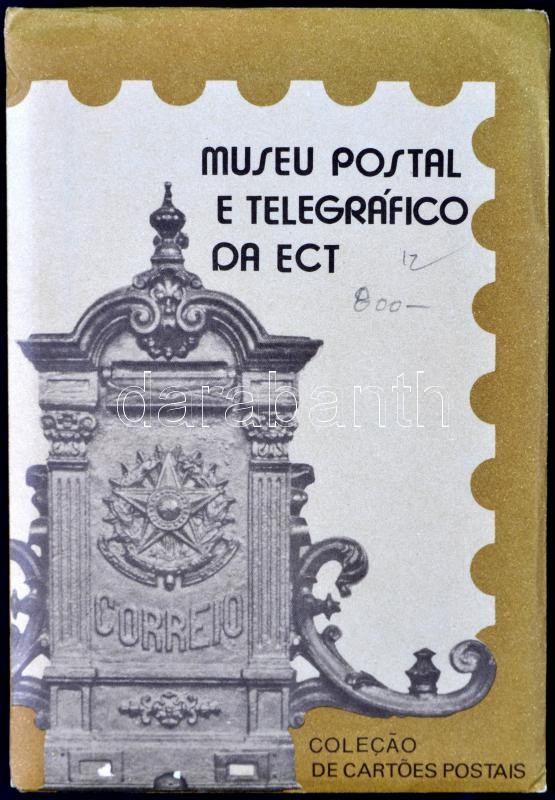 MUSEU POSTAL
E TELEGRÁFICO
DA ECT
12
800—
darabanth
CORREIO
COLEÇÃO
DE CARTÕES POSTAIS